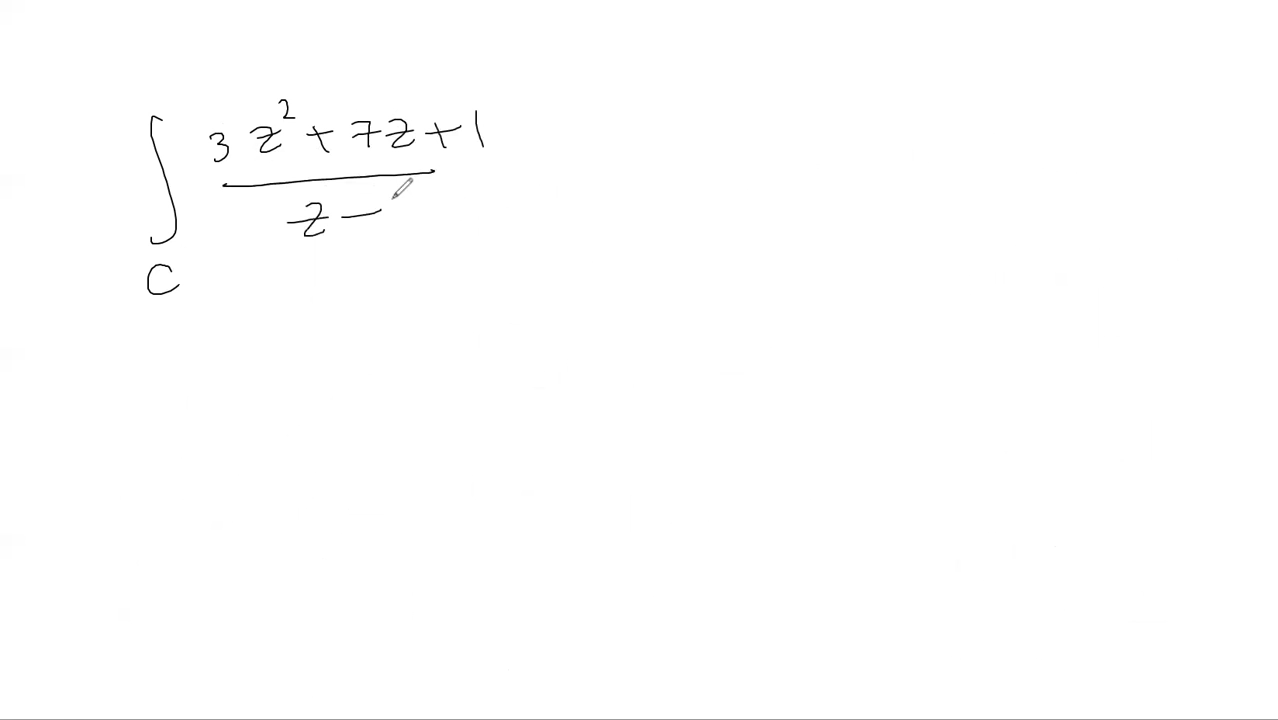 ∫ 3z² + 7z + 1
z −
C